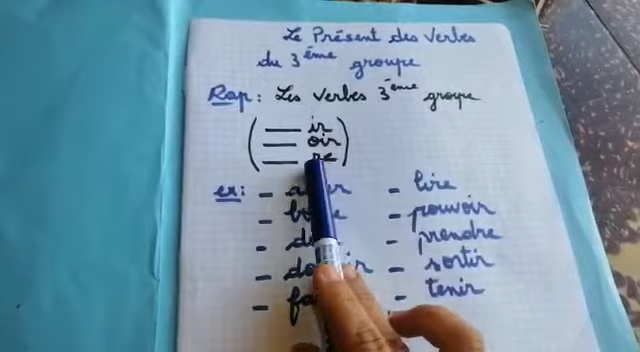 Le Présent des verbes
du 3ème groupe
Rap : Les verbes 3ème groupe
ir
oir
re
ex : - - lire
- - pouvoir
- - prendre
- - sortir
- - tenir